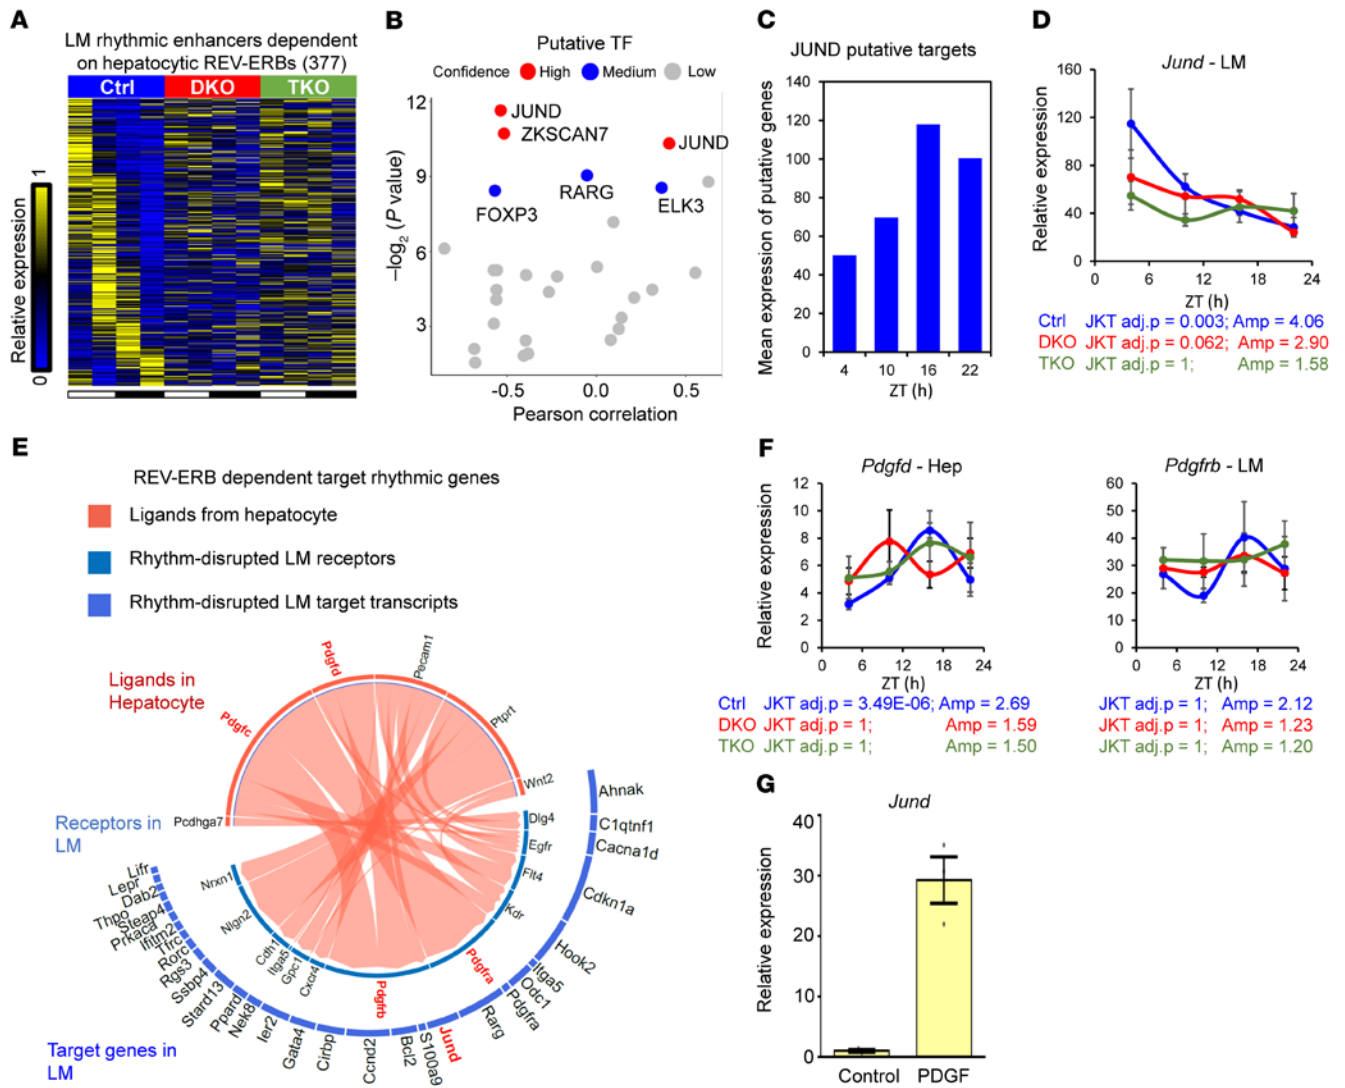 A
LM rhythmic enhancers dependent
on hepatocytic REV-ERBs (377)
Ctrl DKO TKO
Relative expression
0 1
B
Putative TF
Confidence High Medium Low
12
9
6
3
JUND
ZKSCAN7
JUND
RARG
FOXP3
ELK3
–log2 (P value)
-0.5 0.0 0.5
Pearson correlation
C
JUND putative targets
Mean expression of putative genes
140
120
100
80
60
40
20
0
4 10 16 22
ZT (h)
D
Jund - LM
Relative expression
160
120
80
40
0
0 6 12 18 24
ZT (h)
Ctrl JKT adj.p = 0.003; Amp = 4.06
DKO JKT adj.p = 0.062; Amp = 2.90
TKO JKT adj.p = 1; Amp = 1.58
E
REV-ERB dependent target rhythmic genes
Ligands from hepatocyte
Rhythm-disrupted LM receptors
Rhythm-disrupted LM target transcripts
Ligands in
Hepatocyte
Receptors in
LM
Target genes in
LM
Pcdhga7
Pdgfc
Pdgfd
Pecam1
Ptprt
Wnt2
Dlg4
Egfr
Flt4
Kdr
Pdgfra
Pdgfrb
Cxcr4
Gpc1
Itga5
Cdh1
Nlgn2
Nrxn1
Ahnak
C1qtnf1
Cacna1d
Cdkn1a
Hook2
Itga5
Odc1
Pdgfra
Rarg
Jund
S100a9
Bcl2
Ccnd2
Cirbp
Gata4
Ier2
Nek8
Ppard
Stard13
Ssbp4
Rgs3
Rorc
Tfrc
Ifitm2
Prkaca
Steap4
Thpo
Dab2
Lepr
Lifr
F
Pdgfd - Hep
Relative expression
12
10
8
6
4
2
0
0 6 12 18 24
ZT (h)
Ctrl JKT adj.p = 3.49E-06; Amp = 2.69
DKO JKT adj.p = 1; Amp = 1.59
TKO JKT adj.p = 1; Amp = 1.50
Pdgfrb - LM
60
50
40
30
20
10
0
0 6 12 18 24
ZT (h)
JKT adj.p = 1; Amp = 2.12
JKT adj.p = 1; Amp = 1.23
JKT adj.p = 1; Amp = 1.20
G
Jund
Relative expression
40
30
20
10
0
Control PDGF